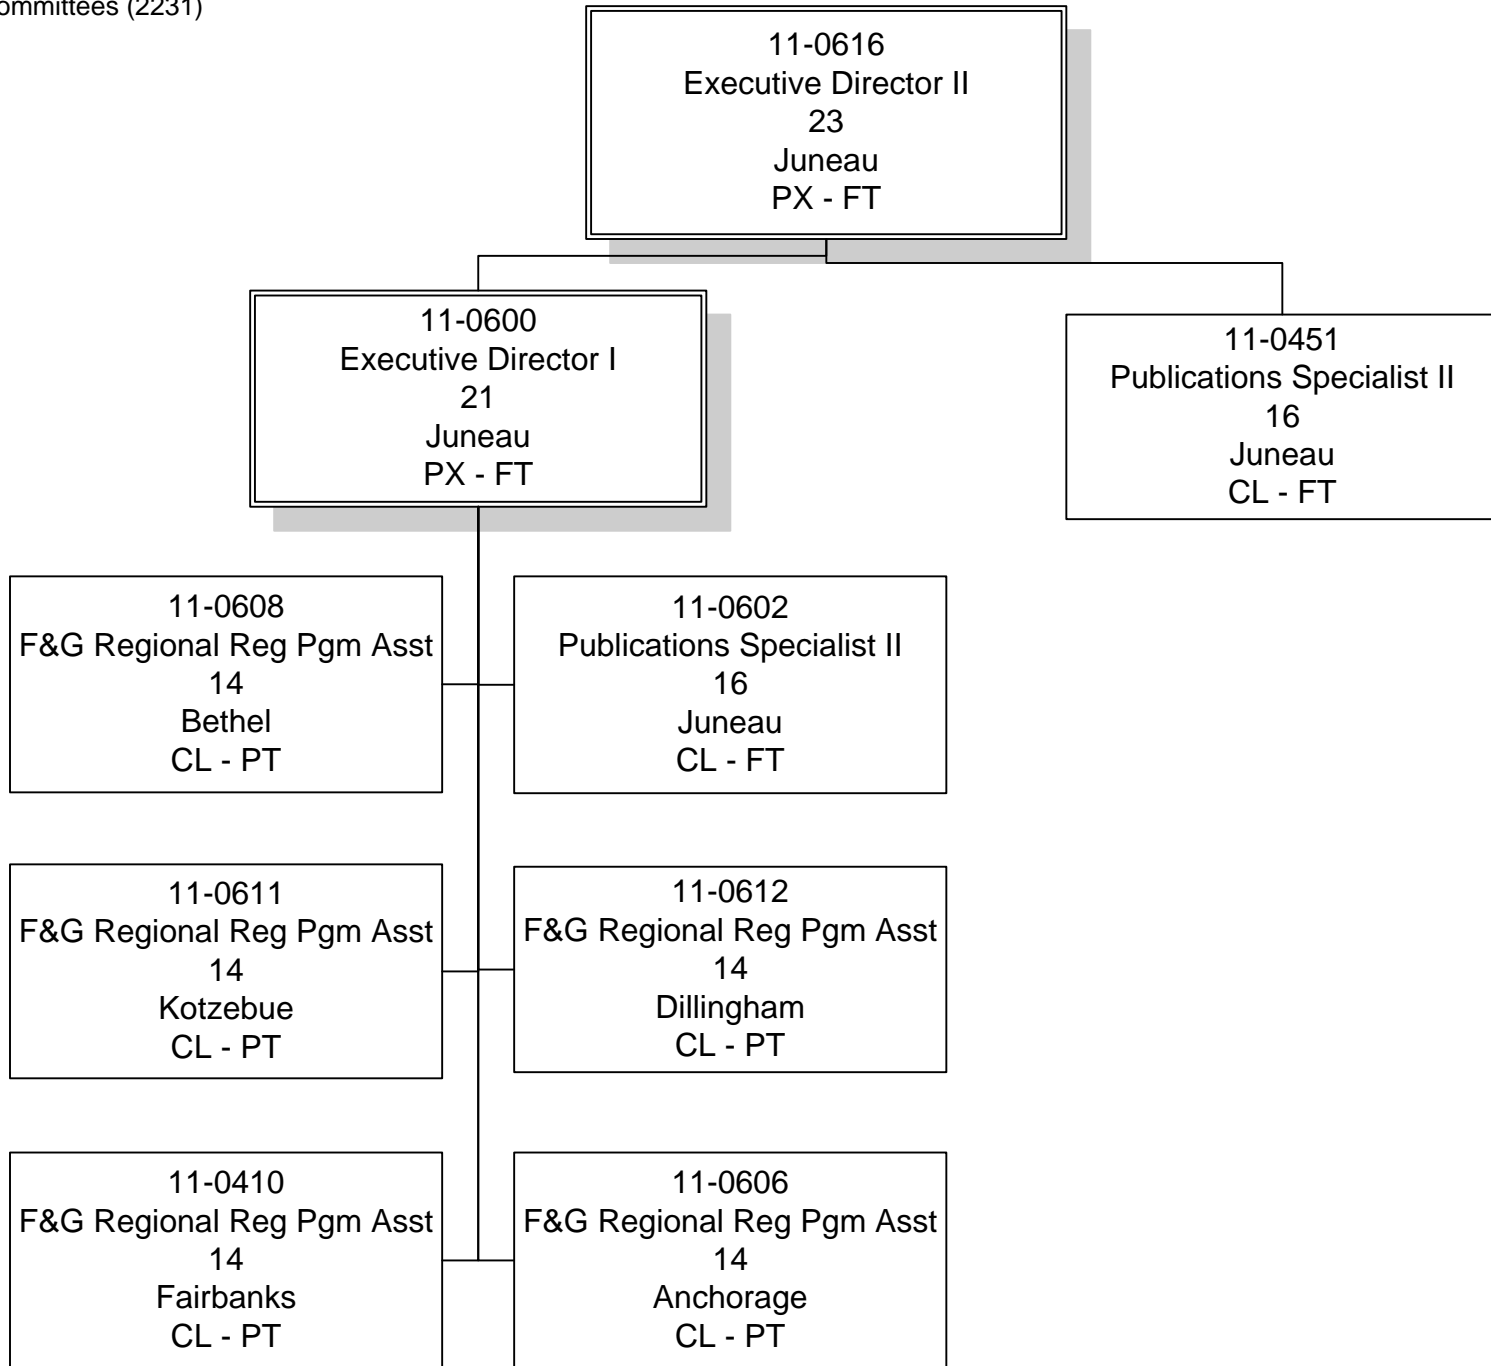 (2231)
11-0616
Executive Director II
23
Juneau
PX - FT
11-0600
Executive Director I
21
Juneau
PX - FT
11-0451
Publications Specialist II
16
Juneau
CL - FT
11-0608
F&G Regional Reg Pgm Asst
14
Bethel
CL - PT
11-0602
Publications Specialist II
16
Juneau
CL - FT
11-0611
F&G Regional Reg Pgm Asst
14
Kotzebue
CL - PT
11-0612
F&G Regional Reg Pgm Asst
14
Dillingham
CL - PT
11-0410
F&G Regional Reg Pgm Asst
14
Fairbanks
CL - PT
11-0606
F&G Regional Reg Pgm Asst
14
Anchorage
CL - PT